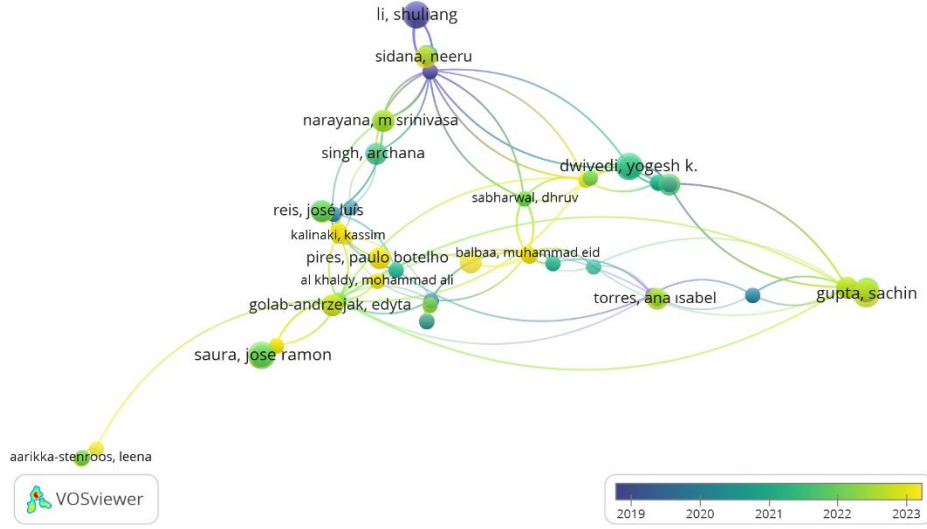 li, shuliang
sidana, neeru
narayana, m srinivasa
singh, archana
dwivedi, yogesh k.
sabharwal, dhruv
reis, josé luís
kalinaki, kassim
pires, paulo botelho
balbaa, muhammad eid
al khaldy, mohammad ali
torres, ana isabel
gupta, sachin
golab-andrzejak, edyta
saura, jose ramon
aarikka-stenroos, leena
VOSviewer
2019 2020 2021 2022 2023